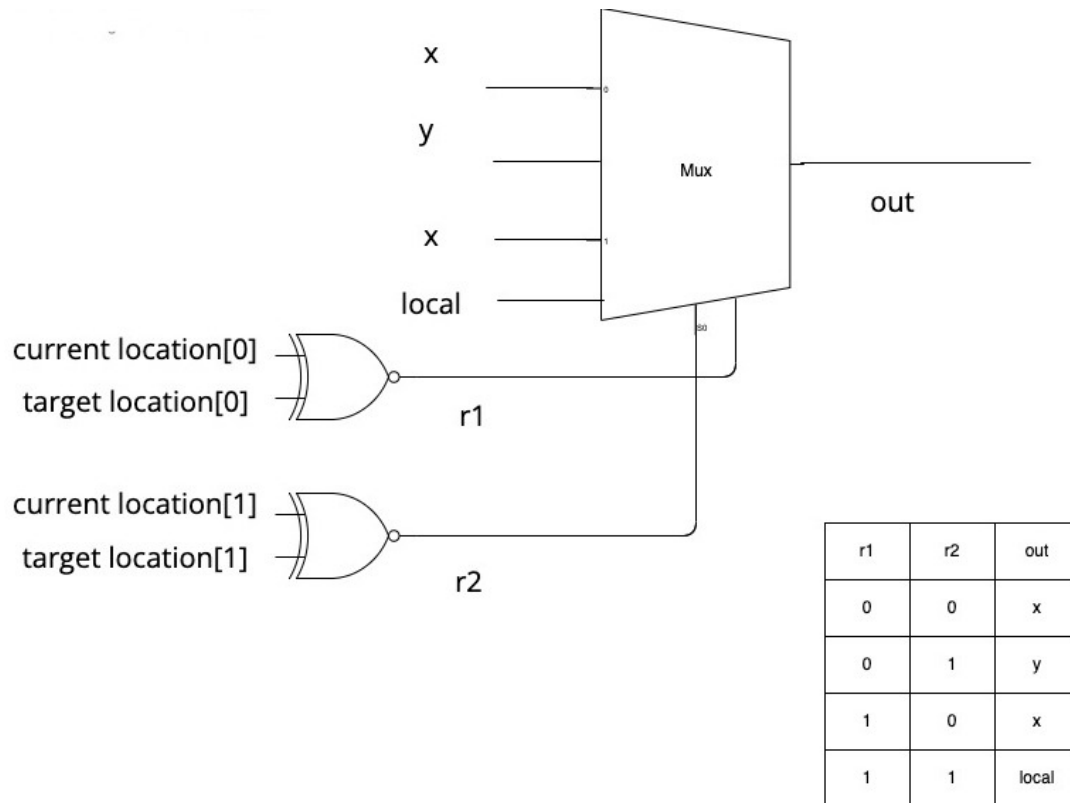 x
0
y
Mux
out
x
1
local
S0
current location[0]
target location[0]
r1
current location[1]
target location[1]
r2
r1 r2 out
0 0 x
0 1 y
1 0 x
1 1 local